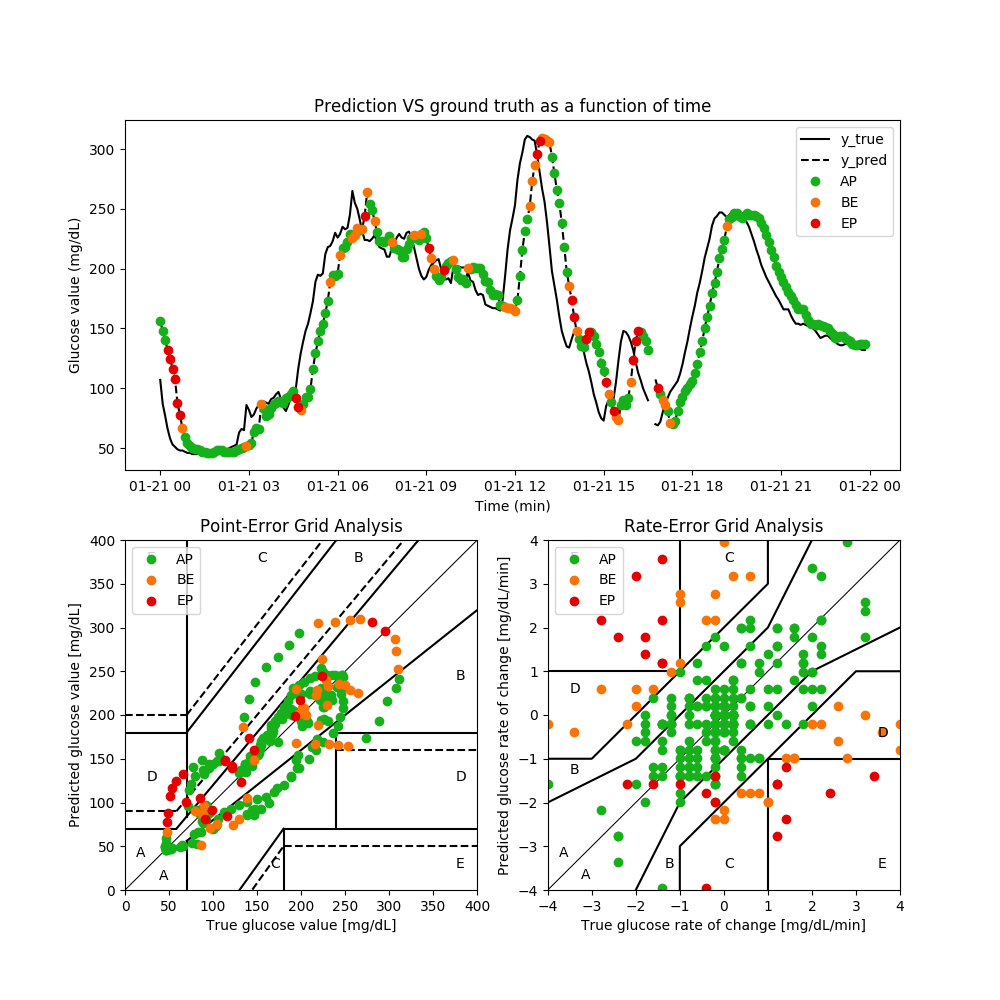 Prediction VS ground truth as a function of time
Glucose value (mg/dL)
300
250
200
150
100
50
y_true
y_pred
AP
BE
EP
01-21 00 01-21 03 01-21 06 01-21 09 01-21 12 01-21 15 01-21 18 01-21 21 01-22 00
Time (min)
Point-Error Grid Analysis
Predicted glucose value [mg/dL]
400
350
300
250
200
150
100
50
0
AP
BE
EP
C B
B
D D
A
A
C E
0 50 100 150 200 250 300 350 400
True glucose value [mg/dL]
Rate-Error Grid Analysis
Predicted glucose rate of change [mg/dL/min]
4
3
2
1
0
−1
−2
−3
−4
AP
BE
EP
C
D
D
B
A
A
B C E
−4 −3 −2 −1 0 1 2 3 4
True glucose rate of change [mg/dL/min]